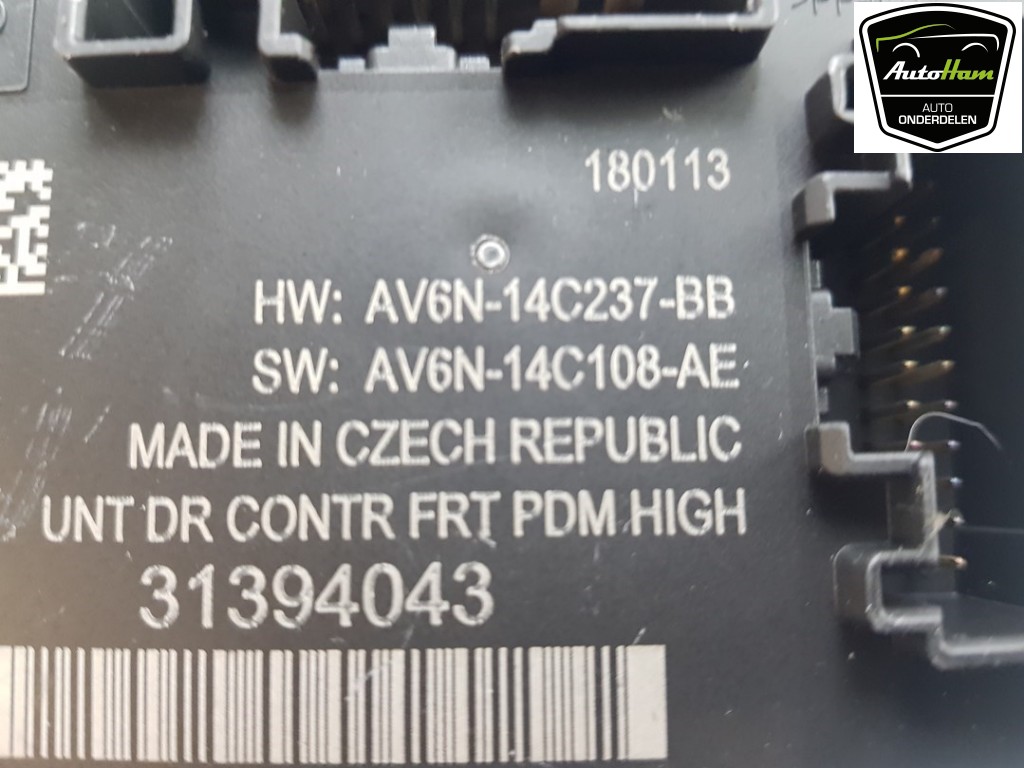 AutoHam
AUTO
ONDERDELEN
180113
HW: AV6N-14C237-BB
SW: AV6N-14C108-AE
MADE IN CZECH REPUBLIC
UNT DR CONTR FRT PDM HIGH
31394043